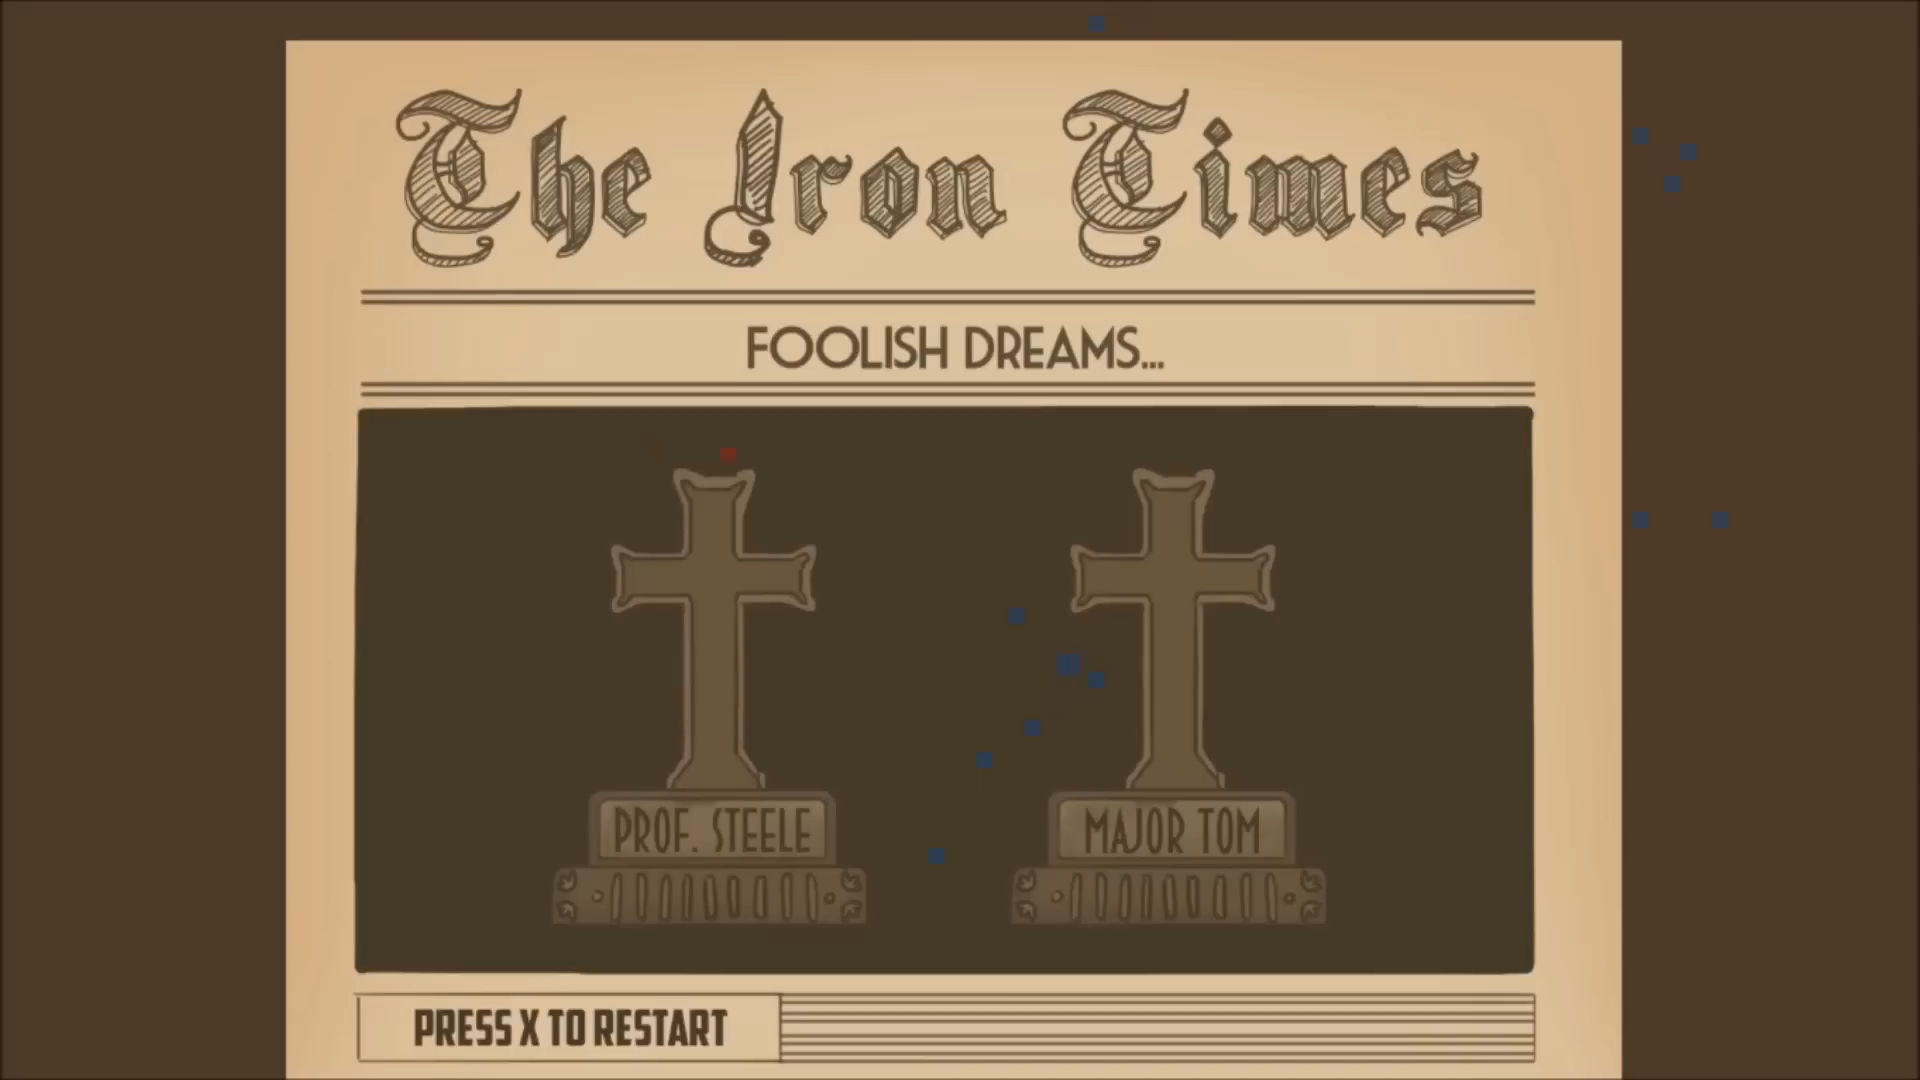 The Iron Times
FOOLISH DREAMS...
PROF. STEELE
MAJOR TOM
PRESS X TO RESTART